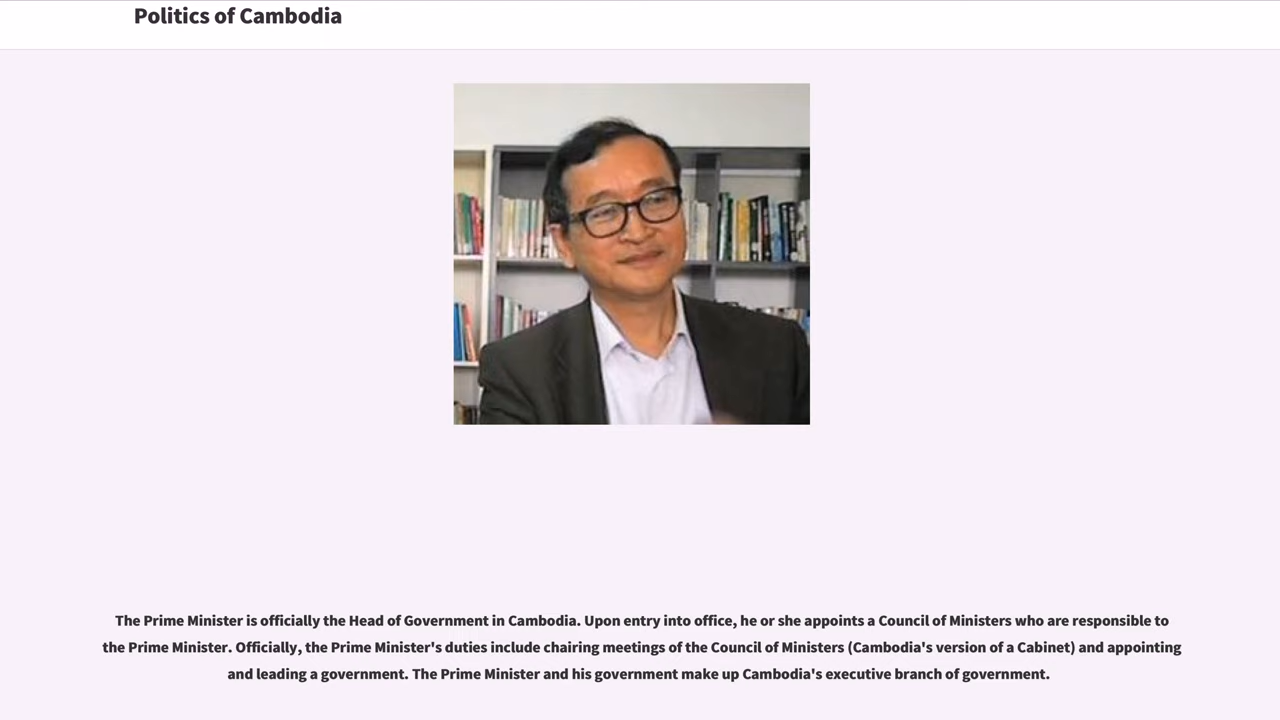 Politics of Cambodia
The Prime Minister is officially the Head of Government in Cambodia. Upon entry into office, he or she appoints a Council of Ministers who are responsible to
the Prime Minister. Officially, the Prime Minister's duties include chairing meetings of the Council of Ministers (Cambodia's version of a Cabinet) and appointing
and leading a government. The Prime Minister and his government make up Cambodia's executive branch of government.